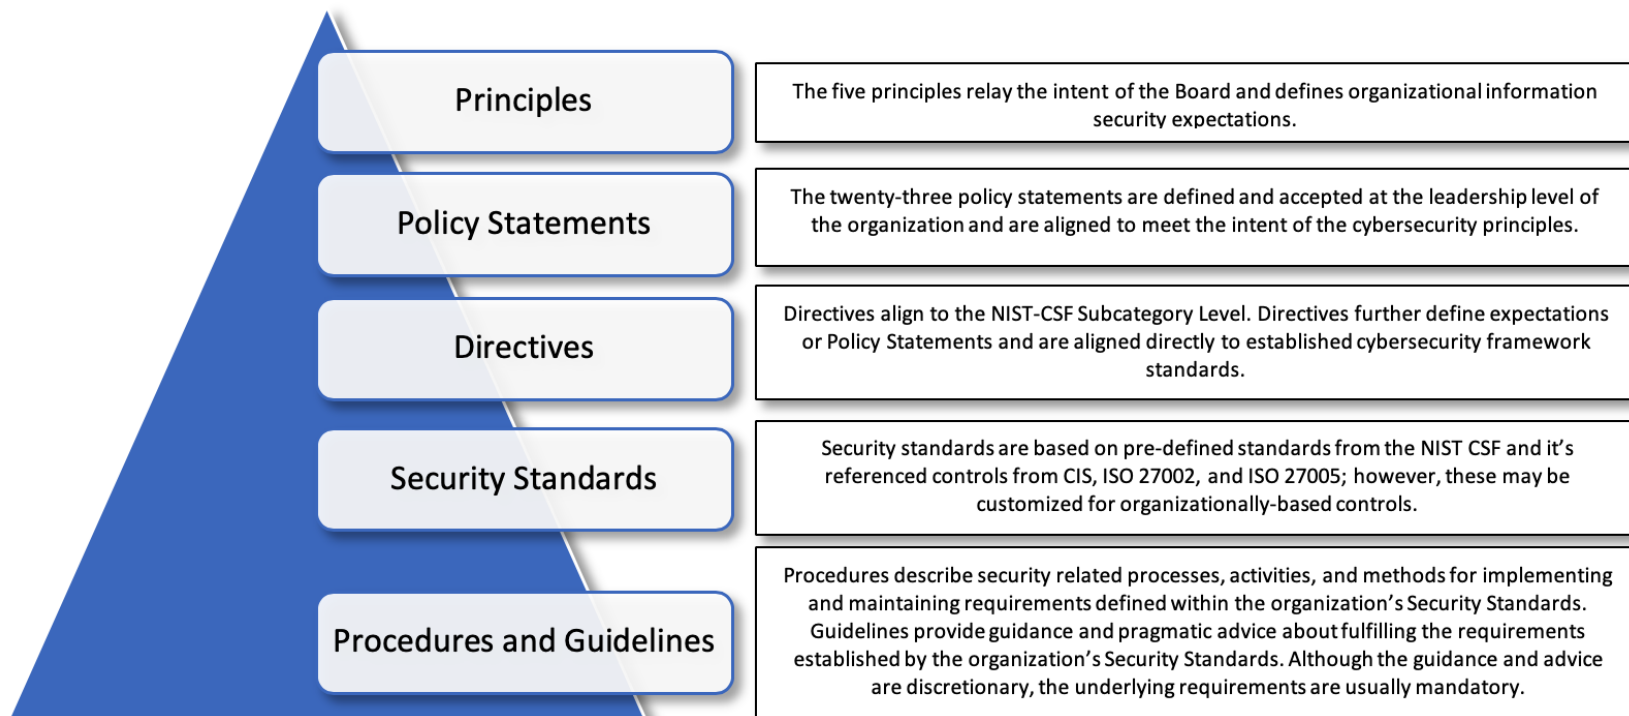 Principles
The five principles relay the intent of the Board and defines organizational information
security expectations.
Policy Statements
The twenty-three policy statements are defined and accepted at the leadership level of
the organization and are aligned to meet the intent of the cybersecurity principles.
Directives
Directives align to the NIST-CSF Subcategory Level. Directives further define expectations
or Policy Statements and are aligned directly to established cybersecurity framework
standards.
Security Standards
Security standards are based on pre-defined standards from the NIST CSF and it’s
referenced controls from CIS, ISO 27002, and ISO 27005; however, these may be
customized for organizationally-based controls.
Procedures and Guidelines
Procedures describe security related processes, activities, and methods for implementing
and maintaining requirements defined within the organization’s Security Standards.
Guidelines provide guidance and pragmatic advice about fulfilling the requirements
established by the organization’s Security Standards. Although the guidance and advice
are discretionary, the underlying requirements are usually mandatory.